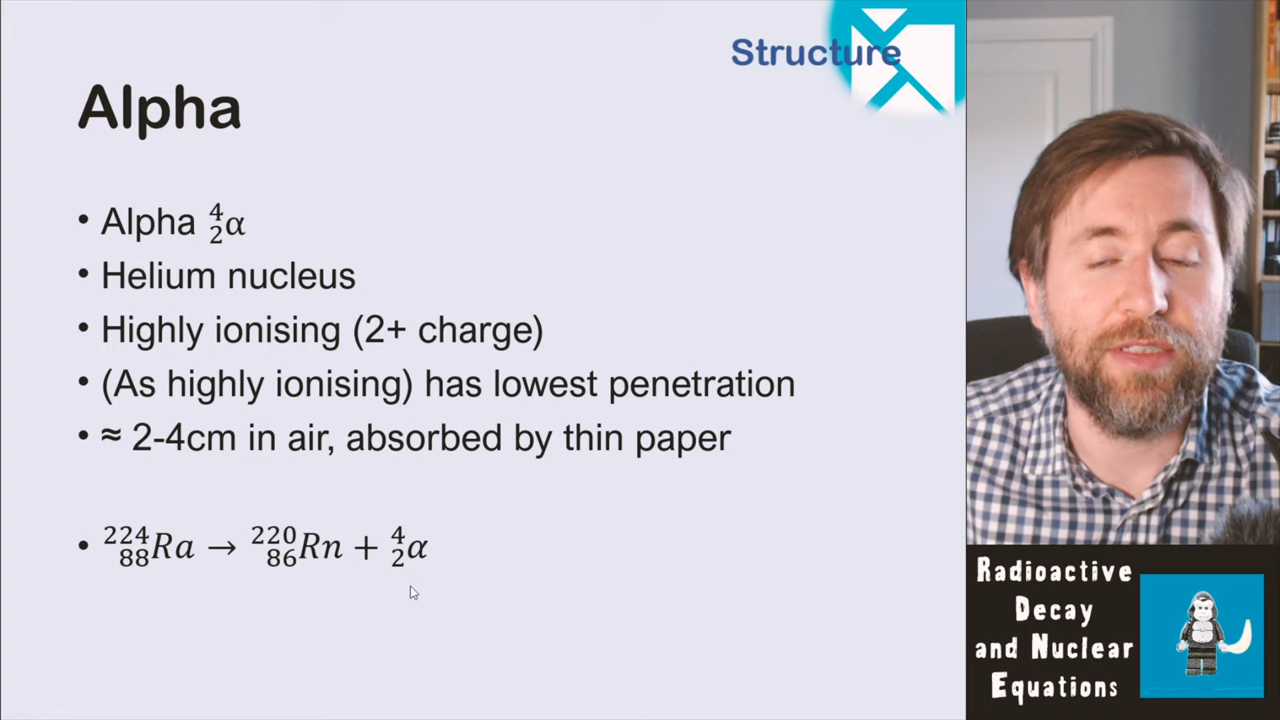 Structure
Alpha
• Alpha ⁴₂α
• Helium nucleus
• Highly ionising (2+ charge)
• (As highly ionising) has lowest penetration
• ≈ 2-4cm in air, absorbed by thin paper
• ²²⁴₈₈Ra → ²²⁰₈₆Rn + ⁴₂α
Radioactive
Decay
and Nuclear
Equations